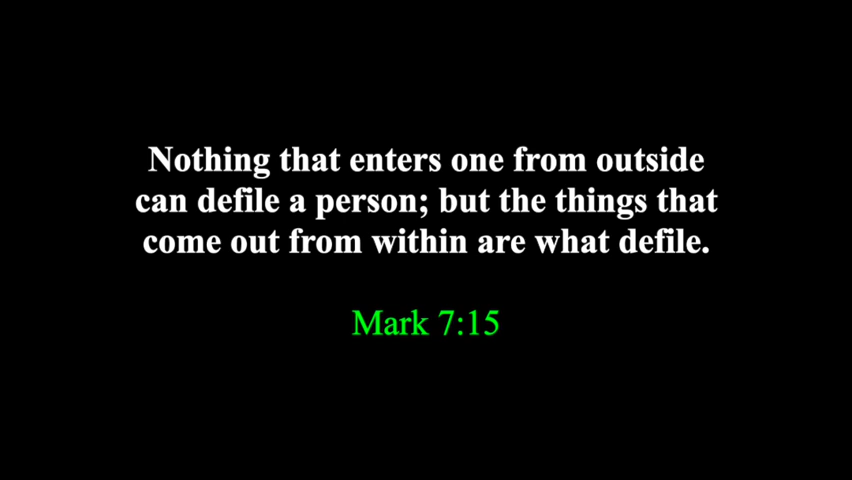 Nothing that enters one from outside
can defile a person; but the things that
come out from within are what defile.
Mark 7:15